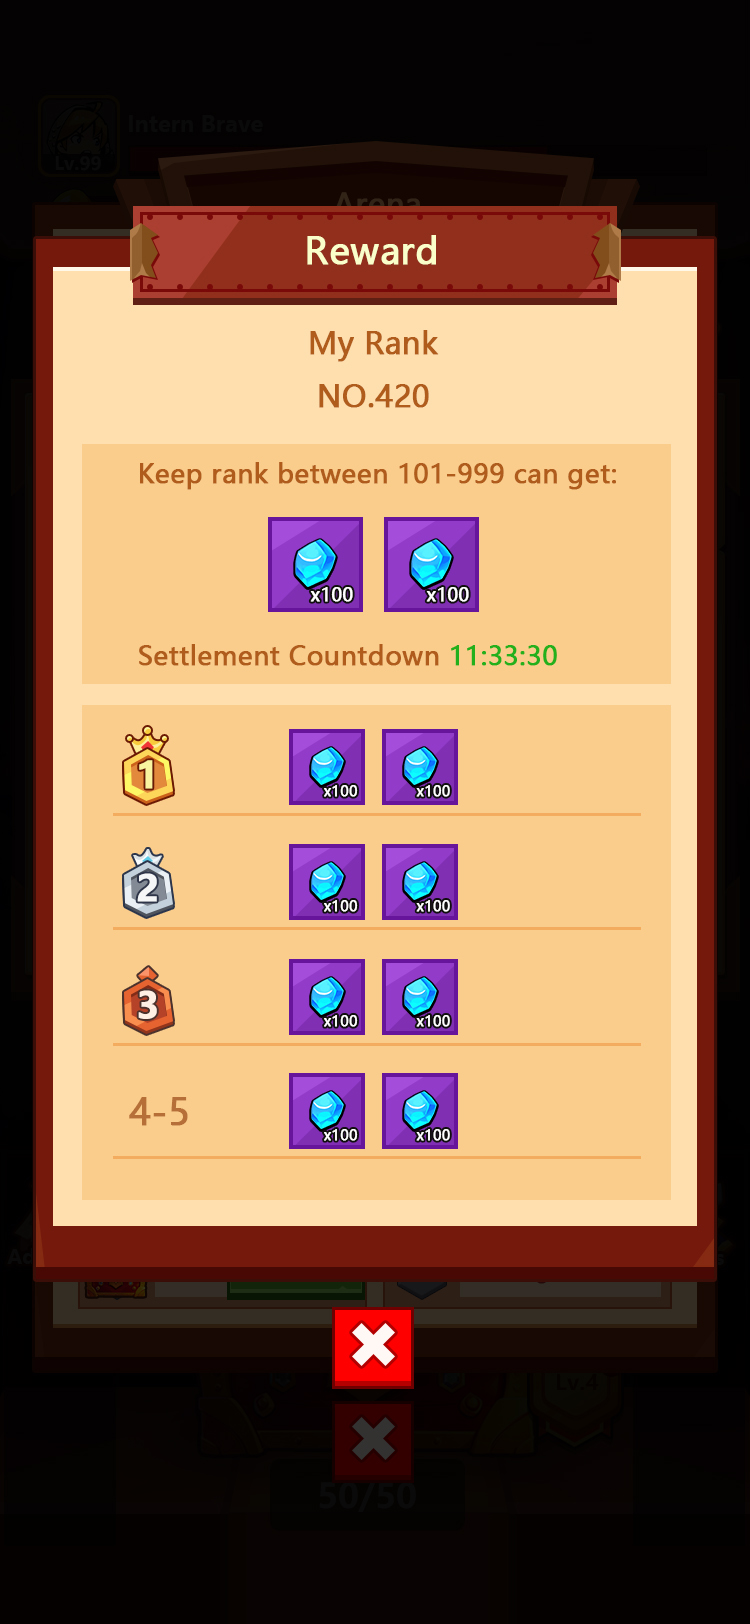 Intern Brave
Lv.99
Arena
Reward
My Rank
NO.420
Keep rank between 101-999 can get:
x100 x100
Settlement Countdown 11:33:30
1 x100 x100
2 x100 x100
3 x100 x100
4-5 x100 x100
Lv.4
50/50